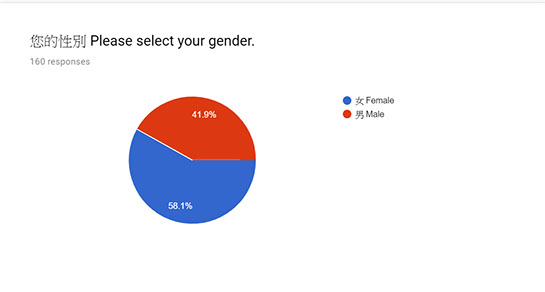 您的性別 Please select your gender.
160 responses
41.9%
58.1%
女 Female
男 Male